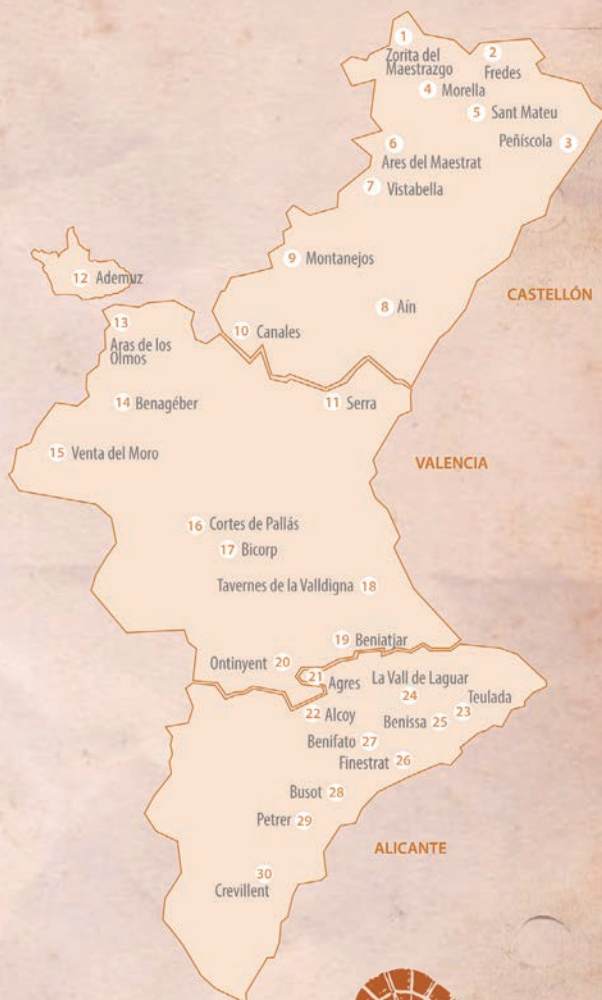 1
Zorita del
Maestrazgo
2
Fredes
4 Morella
5 Sant Mateu
Peñíscola 3
6
Ares del Maestrat
7 Vistabella
9 Montanejos
12 Ademuz
CASTELLÓN
8 Aín
13
Aras de los
Olmos
10 Canales
14 Benagéber
11 Serra
15 Venta del Moro
VALENCIA
16 Cortes de Pallás
17 Bicorp
Tavernes de la Valldigna 18
19 Beniatjar
Ontinyent 20
21 Agres
La Vall de Laguar
24
Teulada
23
22 Alcoy
Benissa 25
Benifato 27
Finestrat 26
Busot 28
Petrer 29
ALICANTE
30
Crevillent